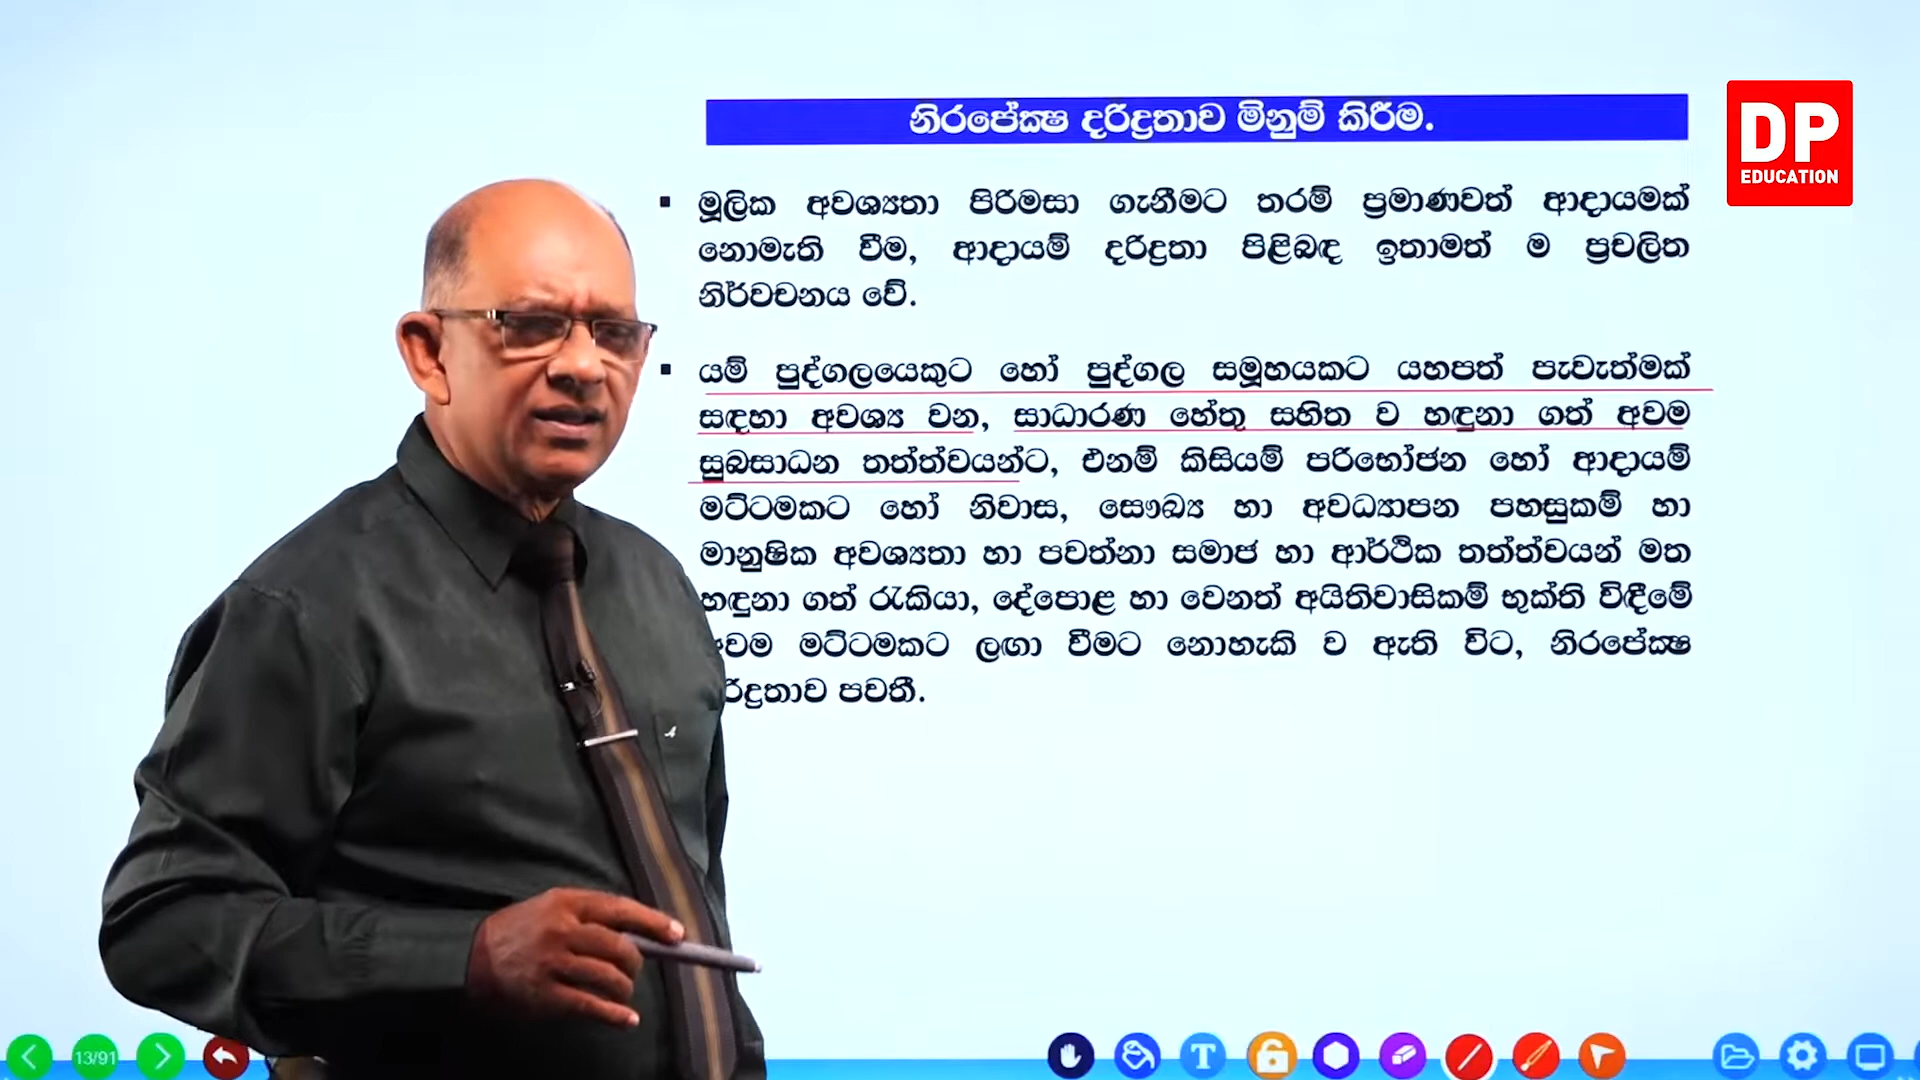 නිරපේක්ෂ දරිද්‍රතාව මිනුම් කිරීම.
DP
EDUCATION
මූලික අවශ්‍යතා පිරිමසා ගැනීමට තරම් ප්‍රමාණවත් ආදායමක්
නොමැති වීම, ආදායම් දරිද්‍රතා පිළිබඳ ඉතාමත් ම ප්‍රචලිත
නිර්වචනය වේ.
යම් පුද්ගලයෙකුට හෝ පුද්ගල සමූහයකට යහපත් පැවැත්මක්
සඳහා අවශ්‍ය වන, සාධාරණ හේතු සහිත ව හඳුනා ගත් අවම
සුබසාධන තත්ත්වයන්ට, එනම් කිසියම් පරිභෝජන හෝ ආදායම්
මට්ටමකට හෝ නිවාස, සෞඛ්‍ය හා අවධ්‍යාපන පහසුකම් හා
මානුෂික අවශ්‍යතා හා පවත්නා සමාජ හා ආර්ථික තත්ත්වයන් මත
හඳුනා ගත් රැකියා, දේපොළ හා වෙනත් අයිතිවාසිකම් භුක්ති විඳීමේ
මට්ටමකට ලඟා වීමට නොහැකි ව ඇති විට, නිරපේක්ෂ
පවතී.
13/91